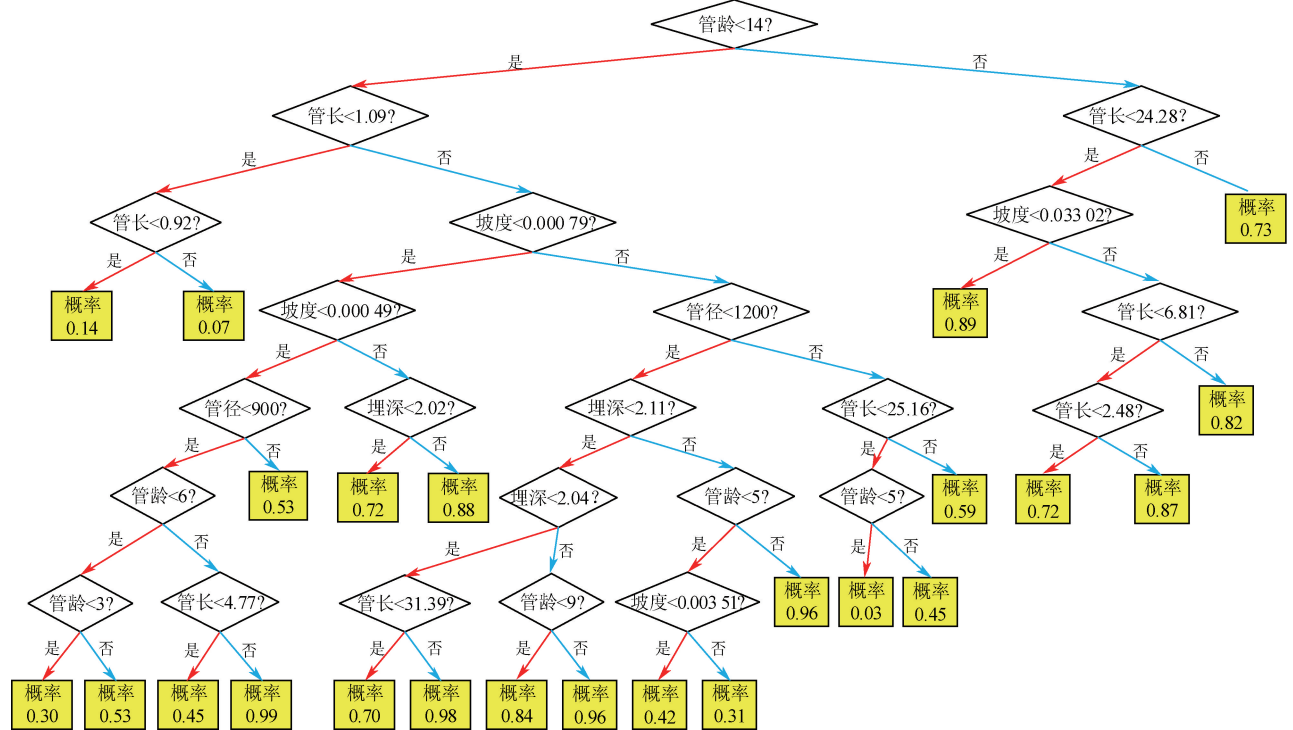 管龄<14?
是
否
管长<1.09?
管长<24.28?
是
否
是
否
管长<0.92?
坡度<0.000 79?
坡度<0.033 02?
概率
0.73
是
否
是
否
是
否
概率
0.14
概率
0.07
坡度<0.000 49?
管径<1200?
概率
0.89
管长<6.81?
是
否
是
否
是
否
管径<900?
埋深<2.02?
埋深<2.11?
管长<25.16?
管长<2.48?
概率
0.82
是
否
是
否
是
否
是
否
是
否
管龄<6?
概率
0.53
概率
0.72
概率
0.88
埋深<2.04?
管龄<5?
管龄<5?
概率
0.59
概率
0.72
概率
0.87
是
否
是
否
是
否
是
否
管龄<3?
管长<4.77?
管长<31.39?
管龄<9?
坡度<0.003 51?
概率
0.96
概率
0.03
概率
0.45
是
否
是
否
是
否
是
否
是
否
概率
0.30
概率
0.53
概率
0.45
概率
0.99
概率
0.70
概率
0.98
概率
0.84
概率
0.96
概率
0.42
概率
0.31